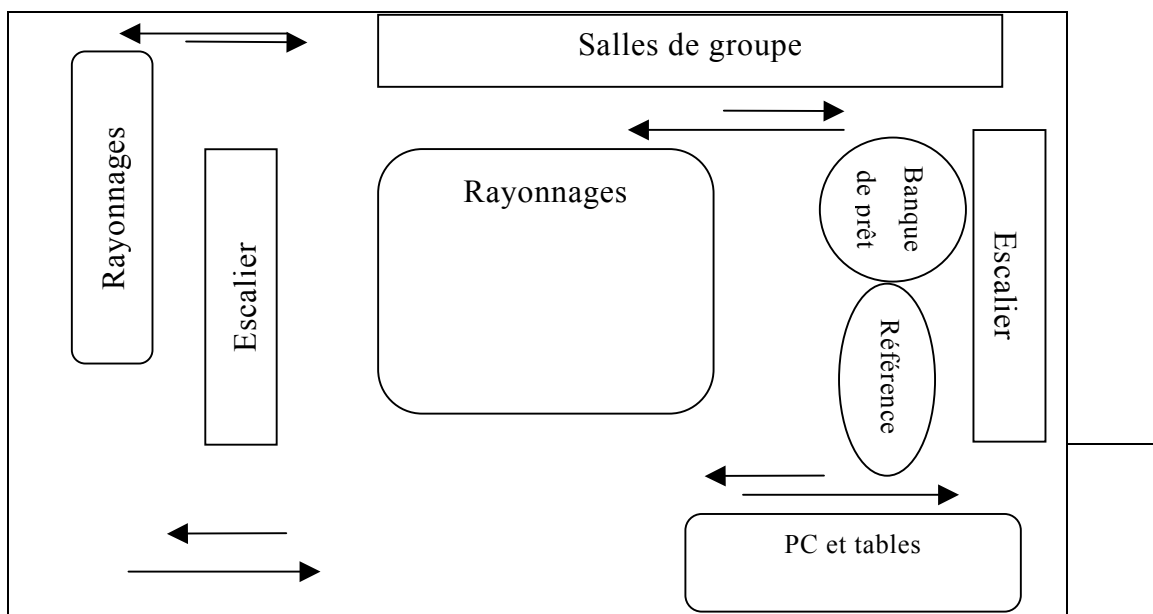 Salles de groupe
Rayonnages
Escalier
Rayonnages
Banque
de prêt
Référence
Escalier
PC et tables